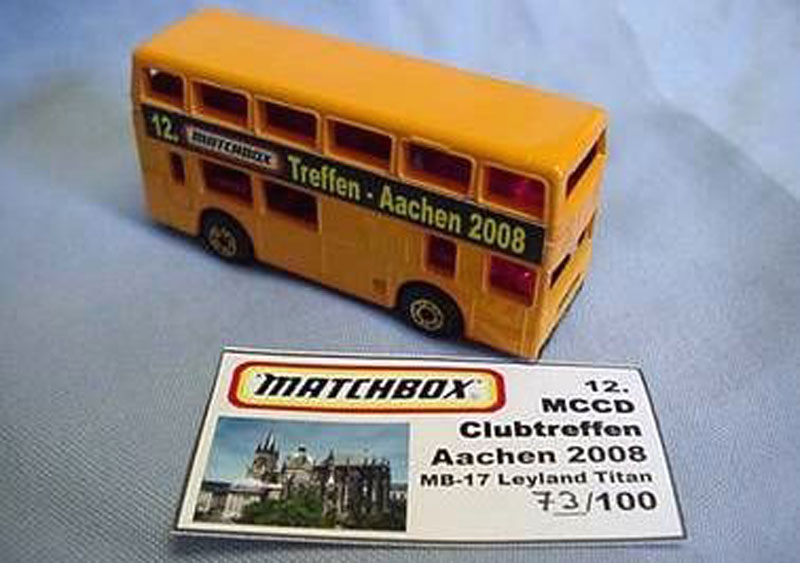 12. MATCHBOX Treffen - Aachen 2008
MATCHBOX
12.
MCCD
Clubtreffen
Aachen 2008
MB-17 Leyland Titan
73/100